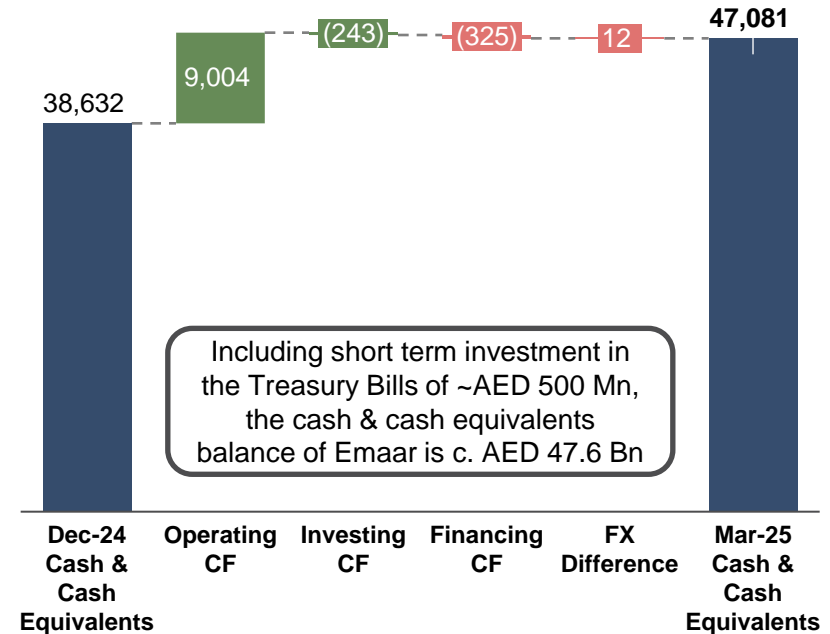 47,081
(243)
(325)
12
9,004
38,632
Including short term investment in
the Treasury Bills of ~AED 500 Mn,
the cash & cash equivalents
balance of Emaar is c. AED 47.6 Bn
Dec-24
Cash &
Cash
Equivalents
Operating
CF
Investing
CF
Financing
CF
FX
Difference
Mar-25
Cash &
Cash
Equivalents